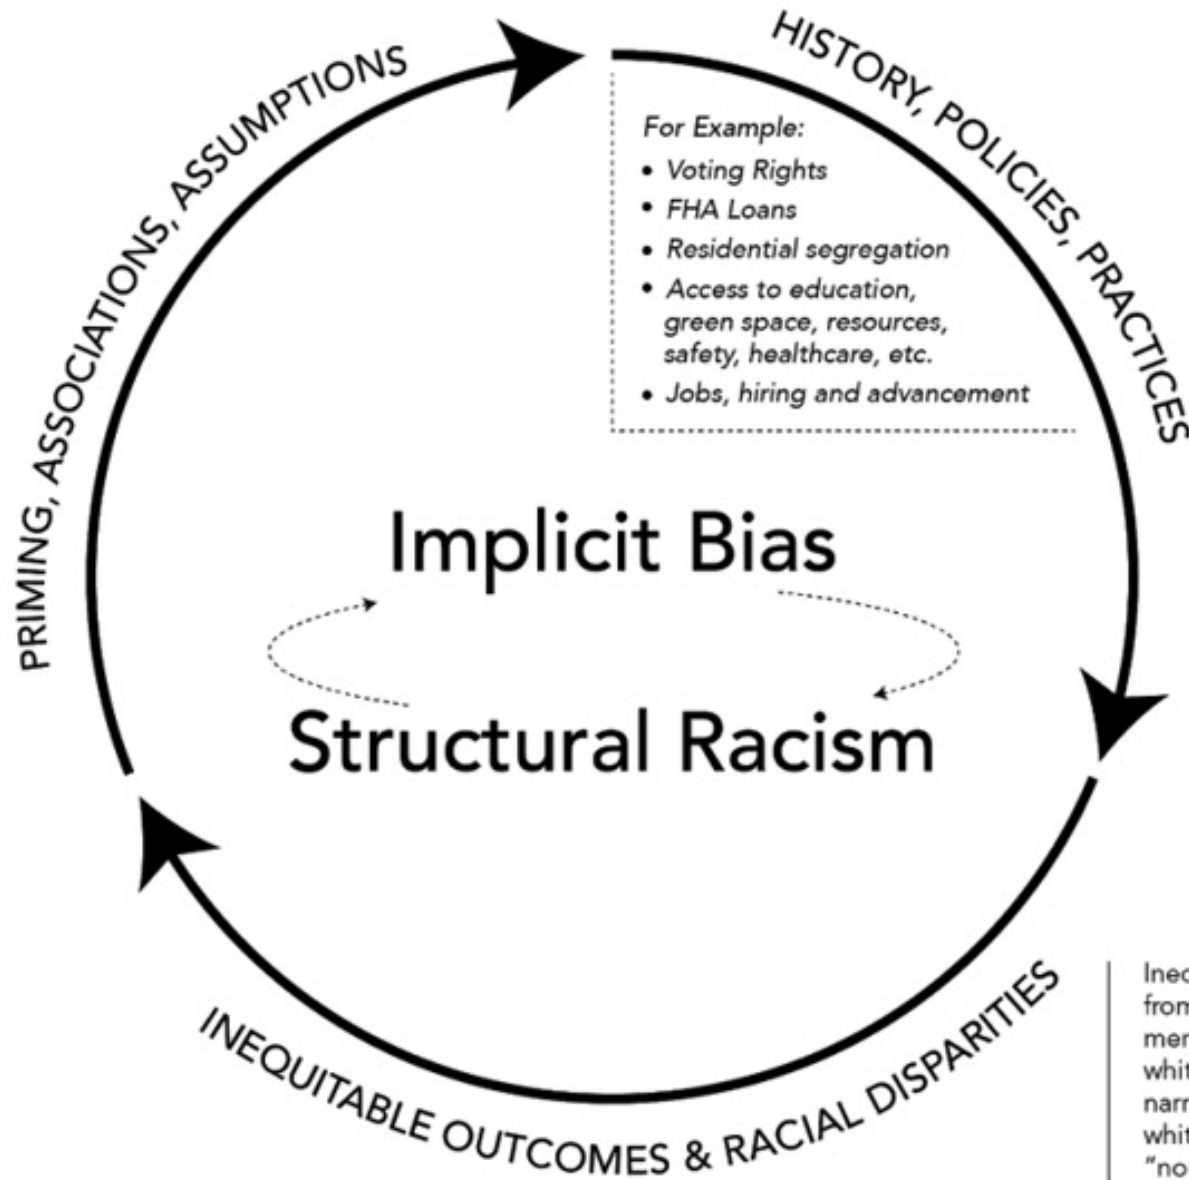 HISTORY, POLICIES, PRACTICES
For Example:
• Voting Rights
• FHA Loans
• Residential segregation
• Access to education,
green space, resources,
safety, healthcare, etc.
• Jobs, hiring and advancement
PRIMING, ASSOCIATIONS, ASSUMPTIONS
Implicit Bias
Structural Racism
INEQUITABLE OUTCOMES & RACIAL DISPARITIES
from